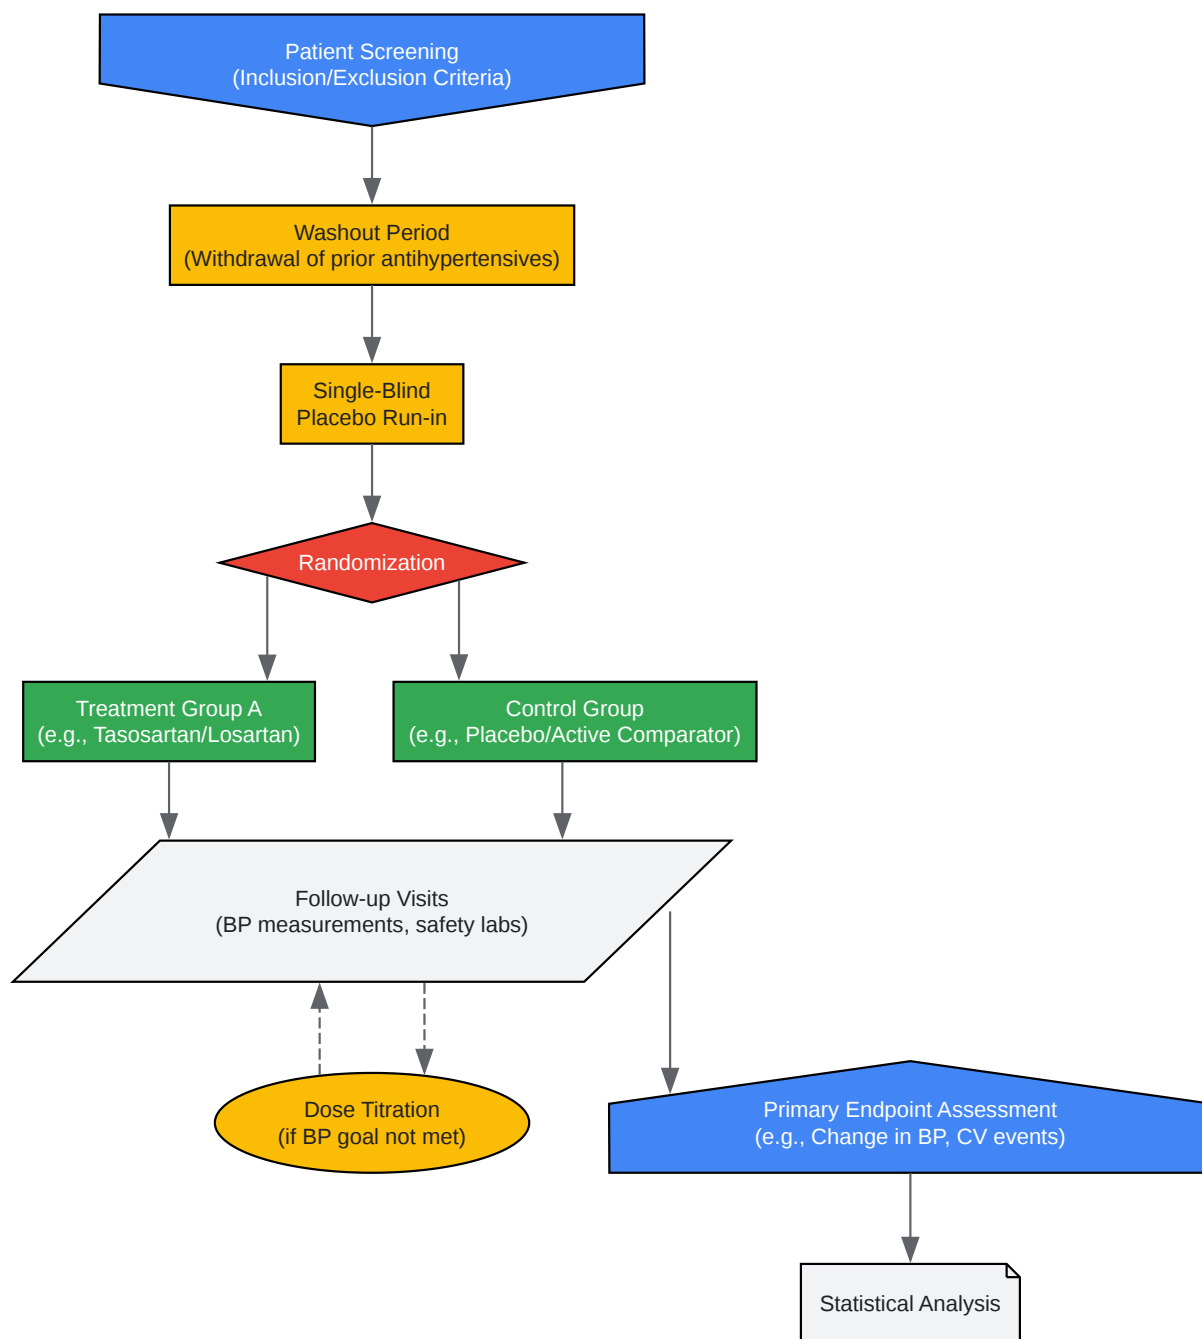 Patient Screening
(Inclusion/Exclusion Criteria)
Washout Period
(Withdrawal of prior antihypertensives)
Single-Blind
Placebo Run-in
Randomization
Treatment Group A
(e.g., Tasosartan/Losartan)
Control Group
(e.g., Placebo/Active Comparator)
Follow-up Visits
(BP measurements, safety labs)
Dose Titration
(if BP goal not met)
Primary Endpoint Assessment
(e.g., Change in BP, CV events)
Statistical Analysis